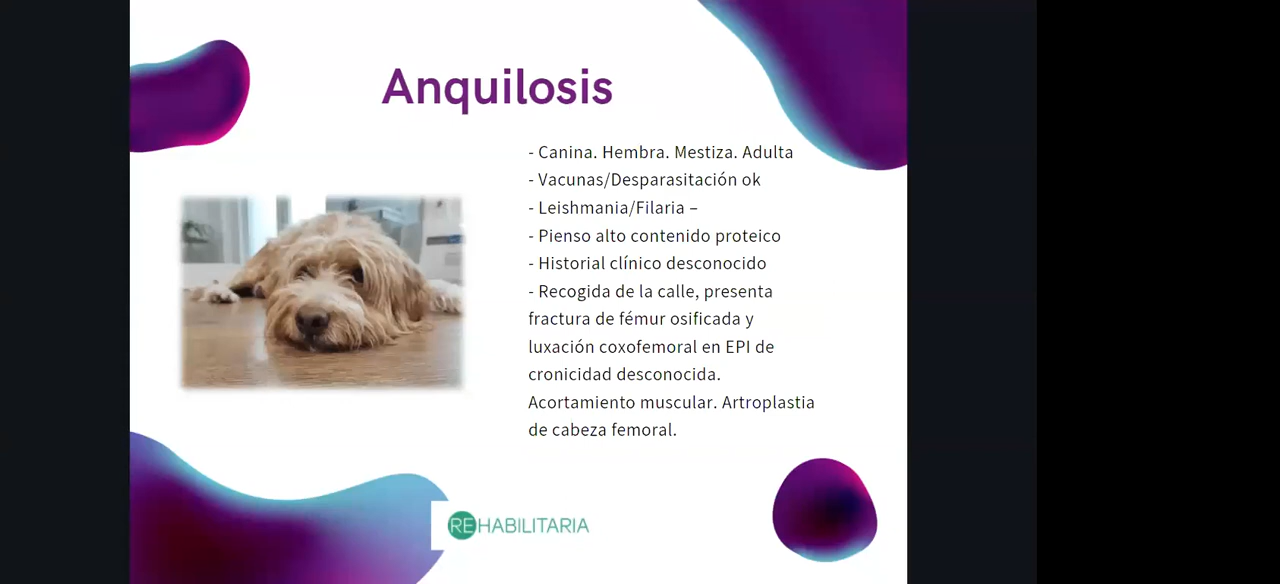 Anquilosis
- Canina. Hembra. Mestiza. Adulta
- Vacunas/Desparasitación ok
- Leishmania/Filaria –
- Pienso alto contenido proteico
- Historial clínico desconocido
- Recogida de la calle, presenta
fractura de fémur osificada y
luxación coxofemoral en EPI de
cronicidad desconocida.
Acortamiento muscular. Artroplastia
de cabeza femoral.
REHABILITARIA